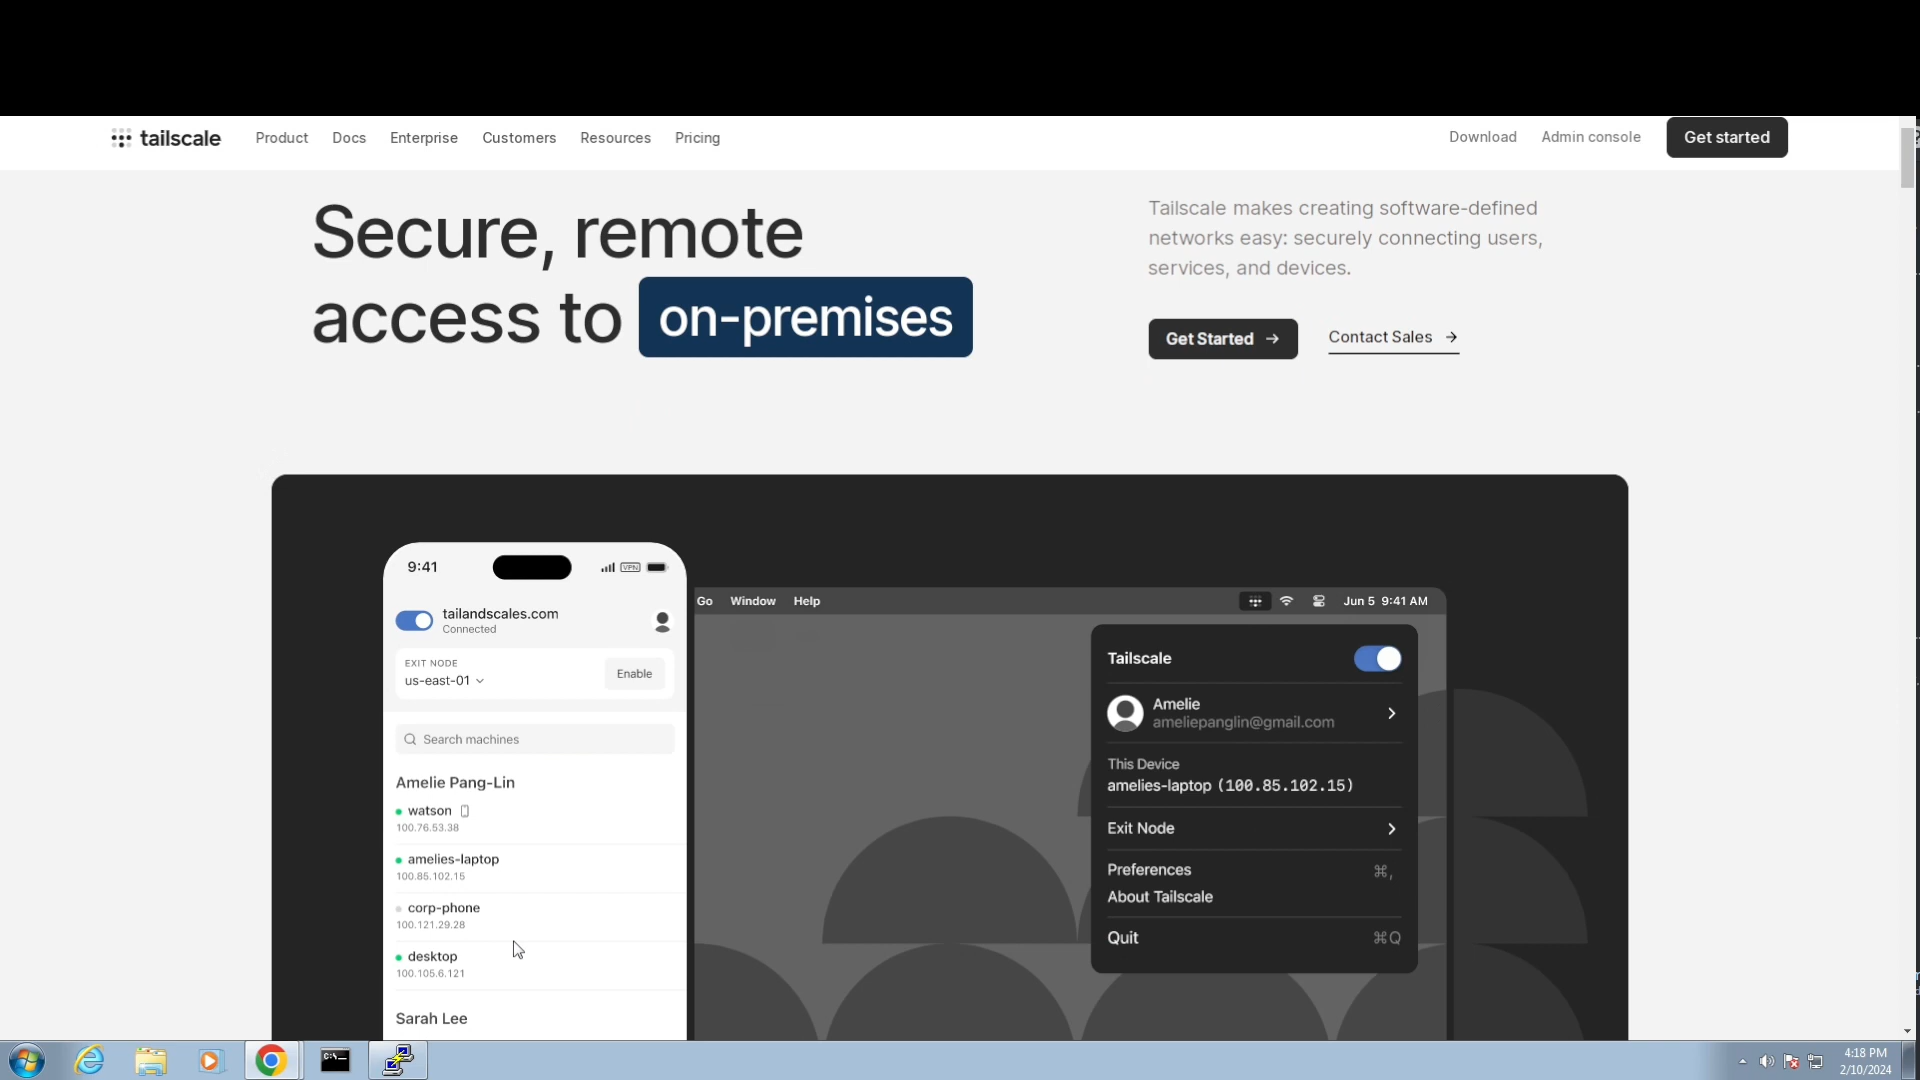 tailscale
Product Docs Enterprise Customers Resources Pricing
Download Admin console Get started
Secure, remote
access to on-premises
Tailscale makes creating software-defined
networks easy: securely connecting users,
services, and devices.
Get Started →
Contact Sales →
9:41
VPN
tailandscales.com
Connected
EXIT NODE
us-east-01
Enable
Search machines
Amelie Pang-Lin
watson
100.76.53.38
amelies-laptop
100.85.102.15
corp-phone
100.121.29.28
desktop
100.105.6.121
Sarah Lee
Go Window Help
Jun 5 9:41 AM
Tailscale
Amelie
ameliepanglin@gmail.com
This Device
amelies-laptop (100.85.102.15)
Exit Node
Preferences ⌘,
About Tailscale
Quit ⌘Q
4:18 PM
2/10/2024